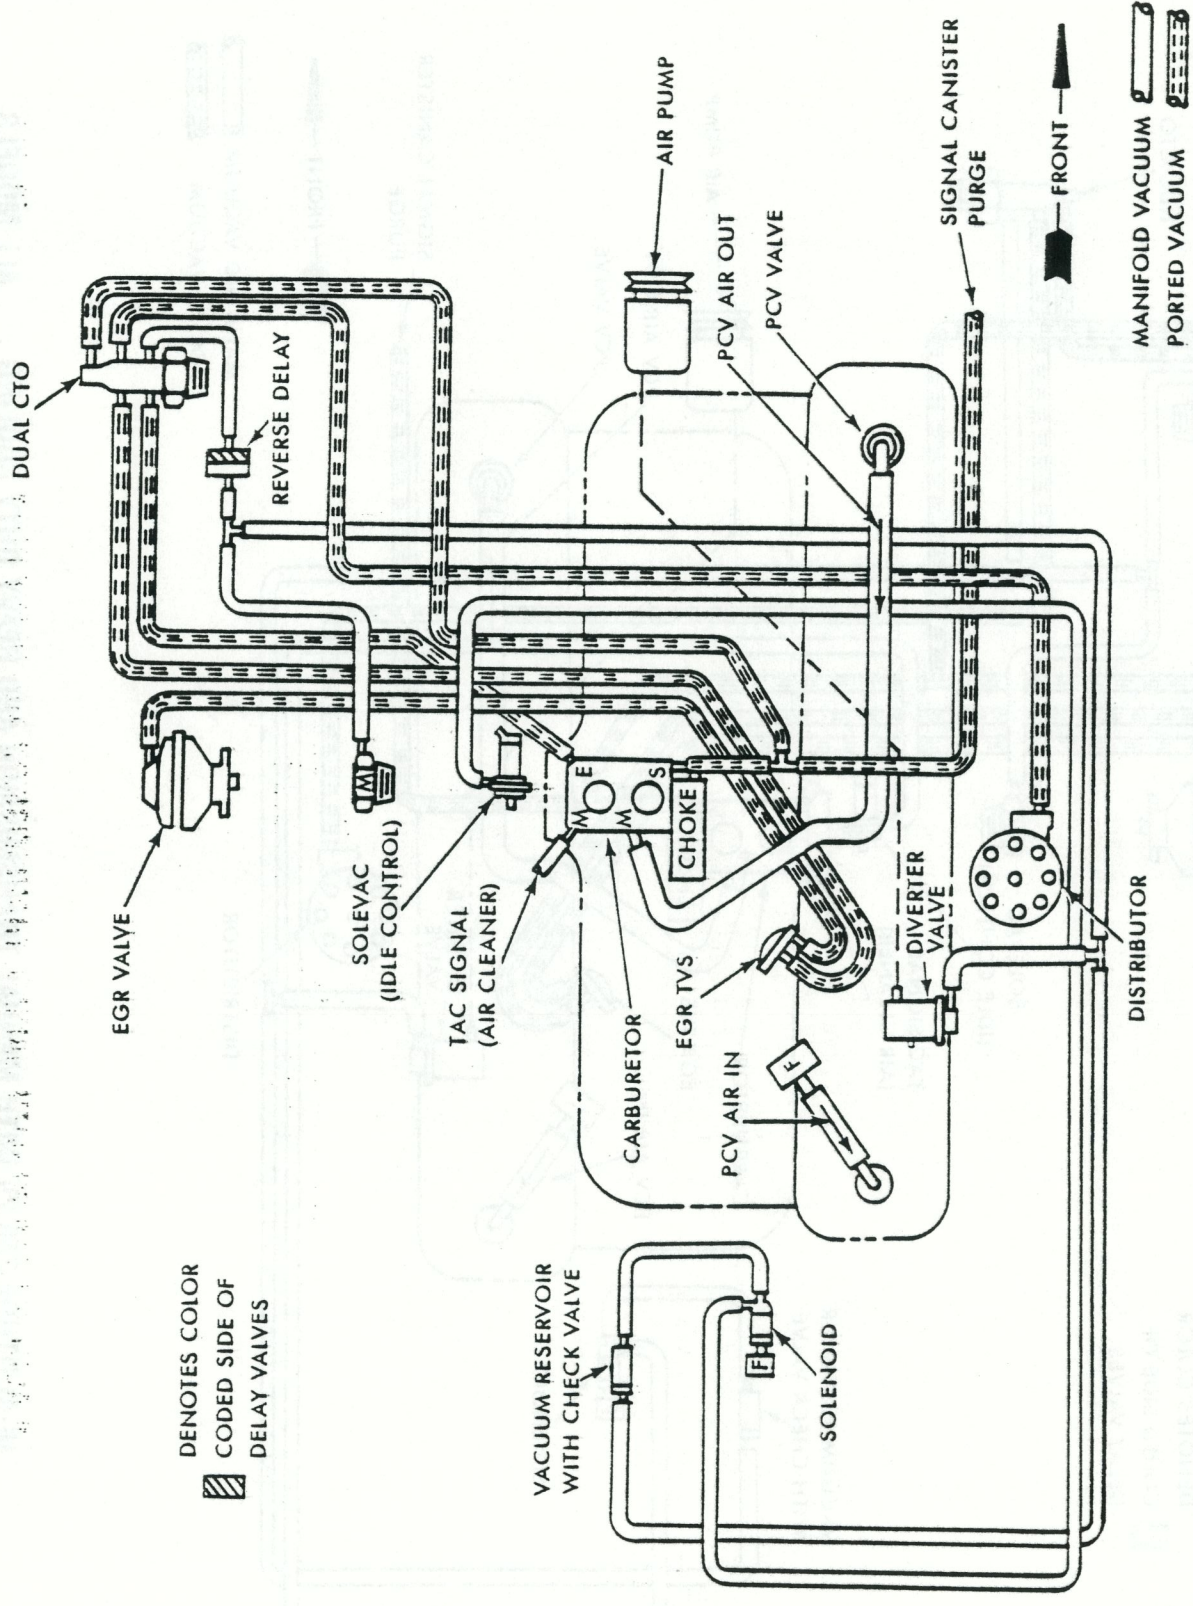 DUAL CTO
REVERSE DELAY
AIR PUMP
PCV AIR OUT
PCV VALVE
SIGNAL CANISTER
PURGE
FRONT
MANIFOLD VACUUM
PORTED VACUUM
EGR VALVE
M
SOLEVAC
(IDLE CONTROL)
TAC SIGNAL
(AIR CLEANER)
M
E
M
S
CHOKE
CARBURETOR
EGR TVS
DIVERTER
VALVE
DISTRIBUTOR
PCV AIR IN
F
DENOTES COLOR
CODED SIDE OF
DELAY VALVES
VACUUM RESERVOIR
WITH CHECK VALVE
F
SOLENOID